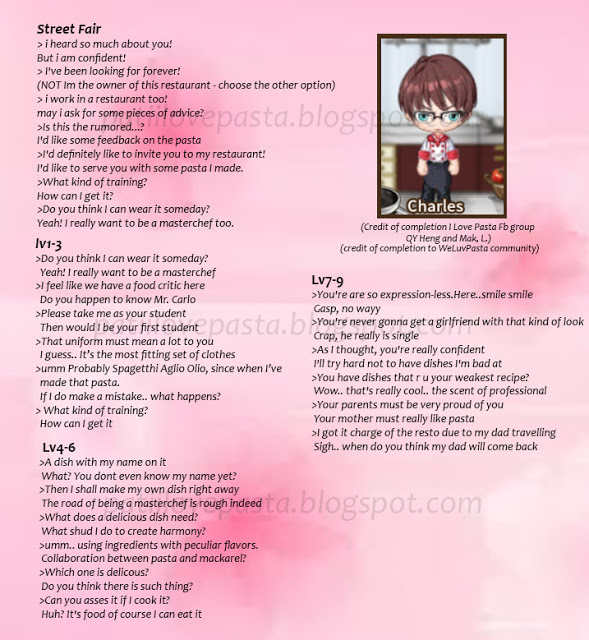 Street Fair
> i heard so much about you!
But i am confident!
> I've been looking for forever!
(NOT Im the owner of this restaurant - choose the other option)
> i work in a restaurant too!
may i ask for some pieces of advice?
>Is this the rumored...?
I'd like some feedback on the pasta
>I'd definitely like to invite you to my restaurant!
I'd like to serve you with some pasta I made.
>What kind of training?
How can I get it?
>Do you think I can wear it someday?
Yeah! I really want to be a masterchef too.
lv1-3
>Do you think I can wear it someday?
Yeah! I really want to be a masterchef
>I feel like we have a food critic here
Do you happen to know Mr. Carlo
>Please take me as your student
Then would I be your first student
>That uniform must mean a lot to you
I guess.. It's the most fitting set of clothes
>umm Probably Spagetthi Aglio Olio, since when I've
made that pasta.
If I do make a mistake.. what happens?
> What kind of training?
How can I get it
Lv4-6
>A dish with my name on it
What? You dont even know my name yet?
>Then I shall make my own dish right away
The road of being a masterchef is rough indeed
>What does a delicious dish need?
What shud I do to create harmony?
>umm.. using ingredients with peculiar flavors.
Collaboration between pasta and mackarel?
>Which one is delicous?
Do you think there is such thing?
>Can you asses it if I cook it?
Huh? It's food of course I can eat it
Charles
(Credit of completion I Love Pasta Fb group
QY Heng and Mak, L.)
(credit of completion to WeLuvPasta community)
Lv7-9
>You're are so expression-less.Here..smile smile
Gasp, no wayy
>You're never gonna get a girlfriend with that kind of look
Crap, he really is single
>As I thought, you're really confident
I'll try hard not to have dishes I'm bad at
>You have dishes that r u your weakest recipe?
Wow.. that's really cool.. the scent of professional
>Your parents must be very proud of you
Your mother must really like pasta
>I got it charge of the resto due to my dad travelling
Sigh.. when do you think my dad will come back